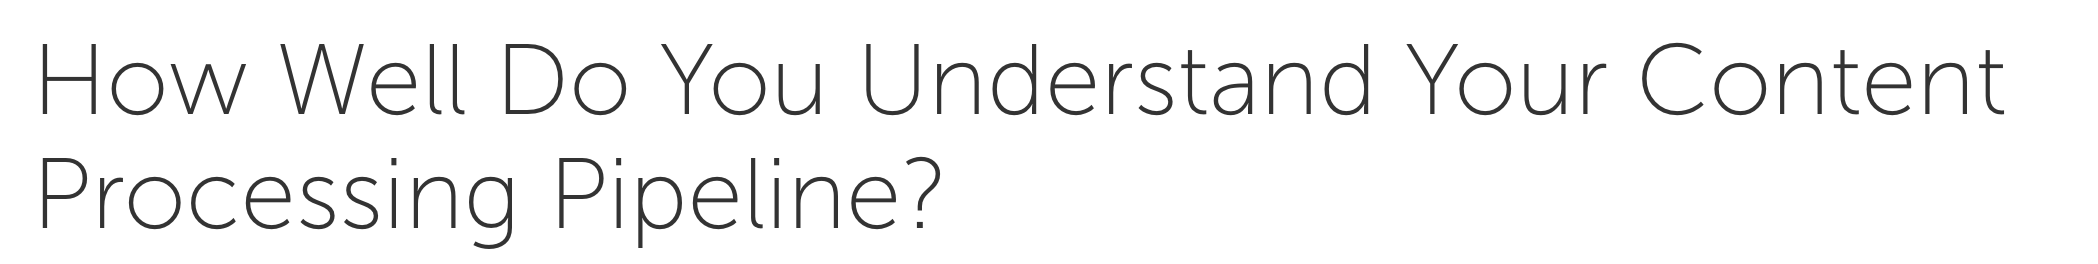 How Well Do You Understand Your Content
Processing Pipeline?